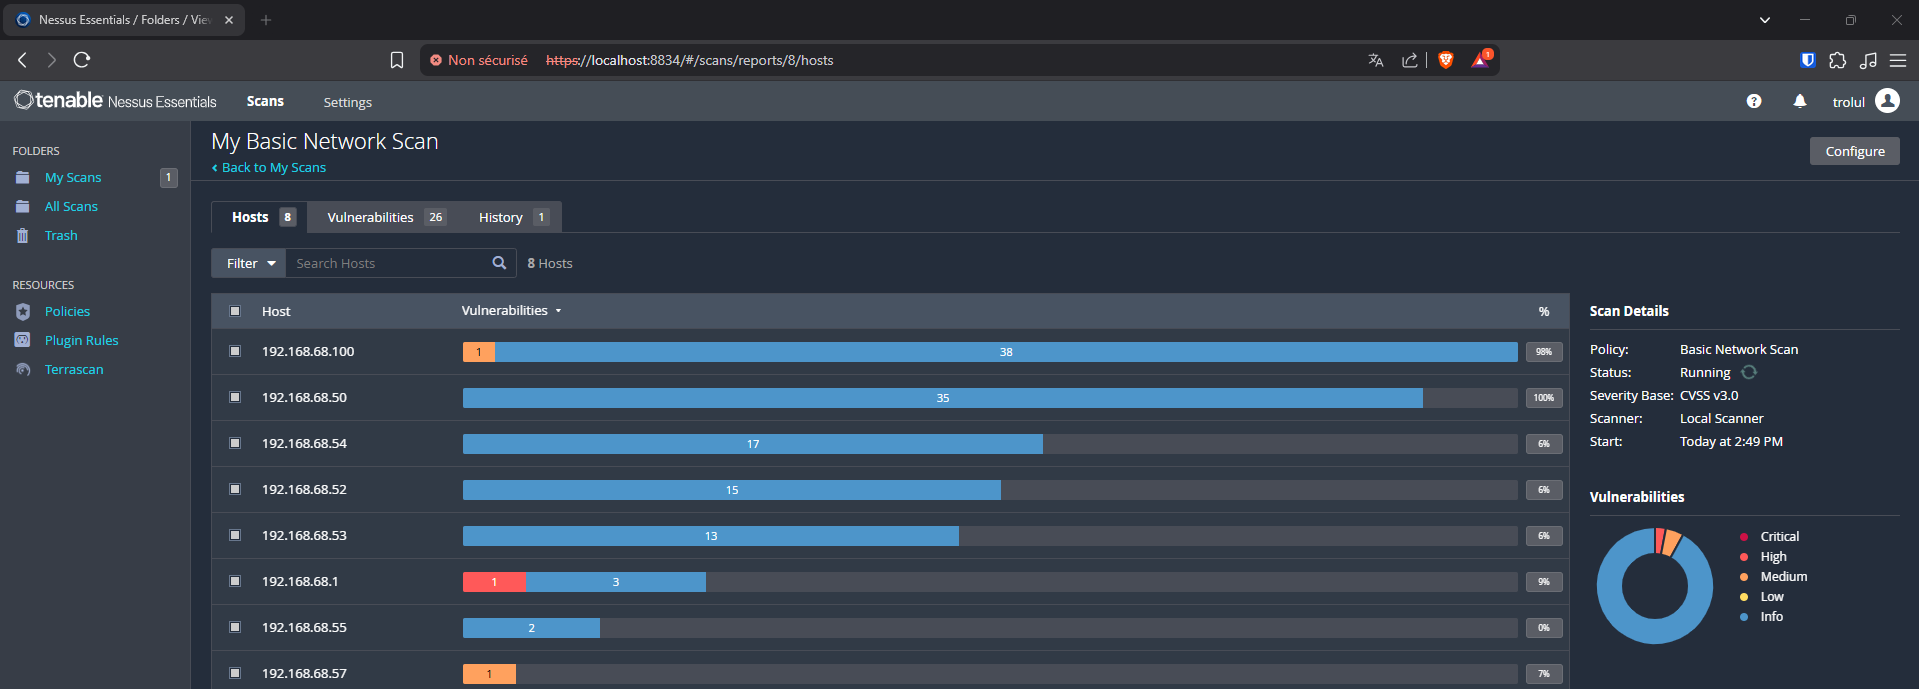 Nessus Essentials / Folders / Vie
Non sécurisé https://localhost:8834/#/scans/reports/8/hosts 1
tenable Nessus Essentials Scans Settings trolul
FOLDERS
My Scans 1
All Scans
Trash
RESOURCES
Policies
Plugin Rules
Terrascan
My Basic Network Scan
Back to My Scans
Configure
Hosts 8 Vulnerabilities 26 History 1
Filter Search Hosts 8 Hosts
Host Vulnerabilities %
192.168.68.100 1 38 98%
192.168.68.50 35 100%
192.168.68.54 17 6%
192.168.68.52 15 6%
192.168.68.53 13 6%
192.168.68.1 1 3 9%
192.168.68.55 2 0%
192.168.68.57 1 7%
Scan Details
Policy: Basic Network Scan
Status: Running
Severity Base: CVSS v3.0
Scanner: Local Scanner
Start: Today at 2:49 PM
Vulnerabilities
Critical
High
Medium
Low
Info